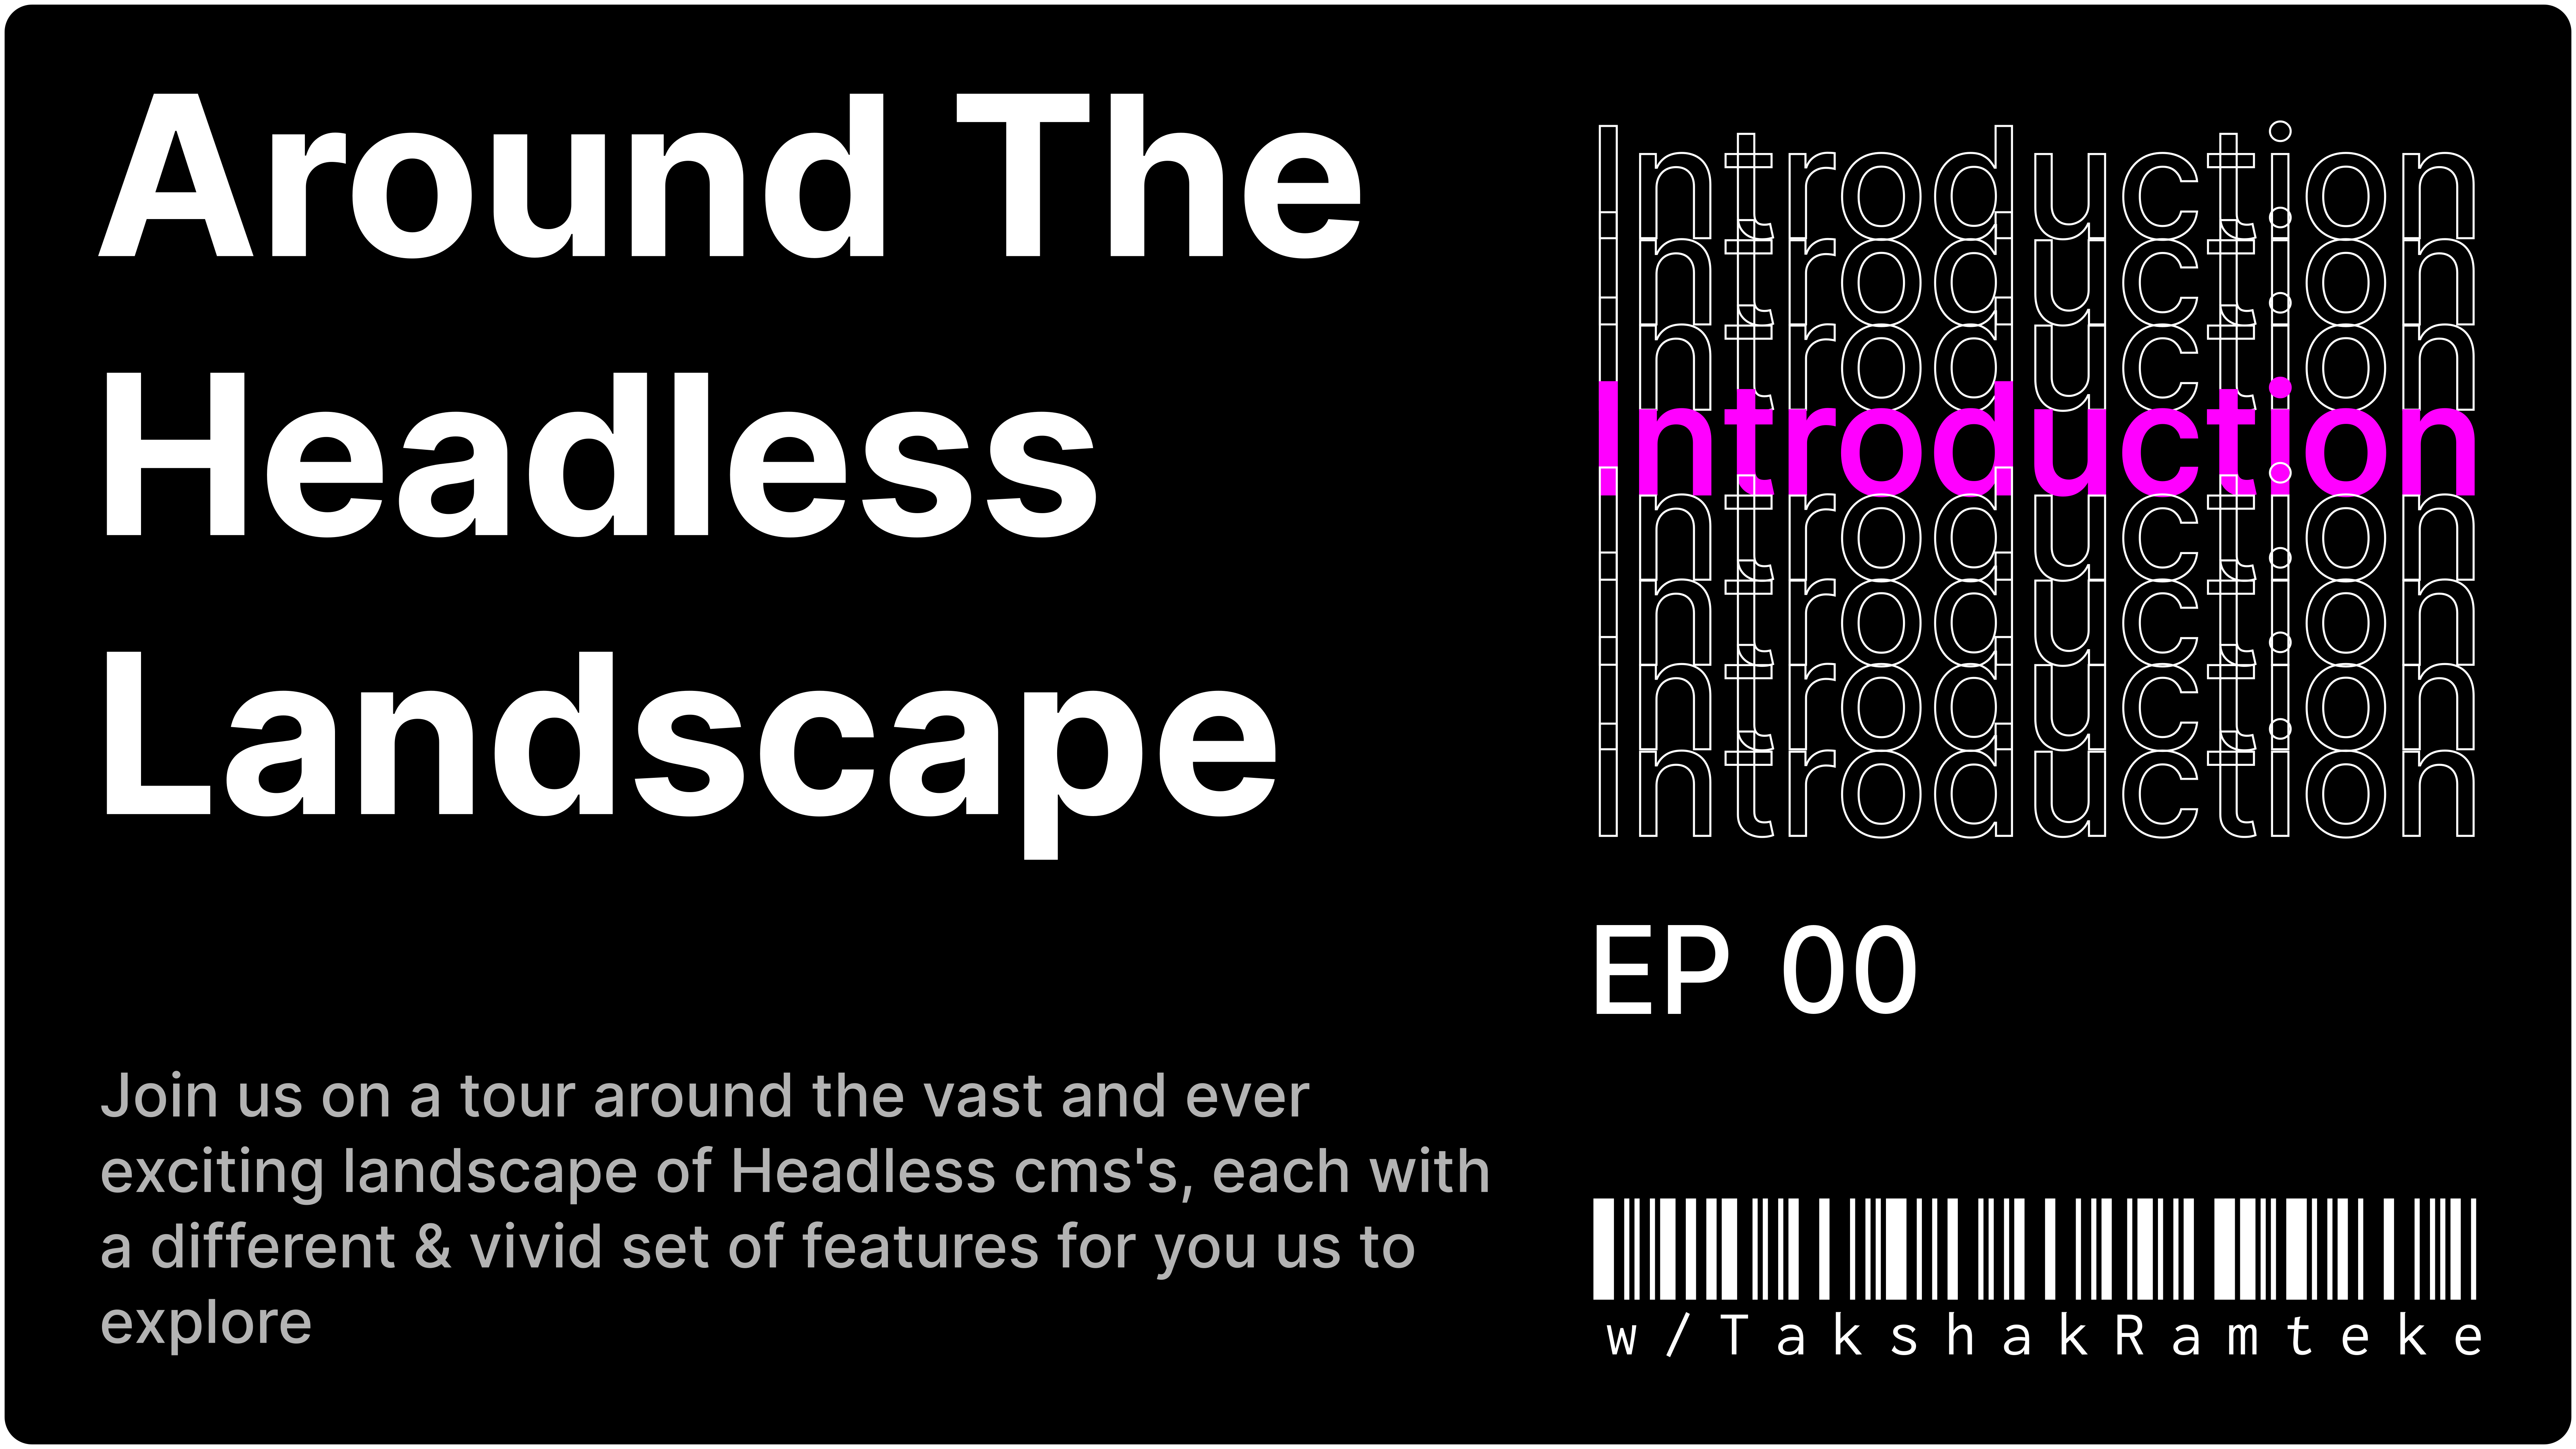 Around The
Headless
Landscape
Join us on a tour around the vast and ever
exciting landscape of Headless cms's, each with
a different & vivid set of features for you us to
explore
Introduction
Introduction
Introduction
Introduction
Introduction
Introduction
Introduction
Introduction
EP 00
w/TakshakRamteke